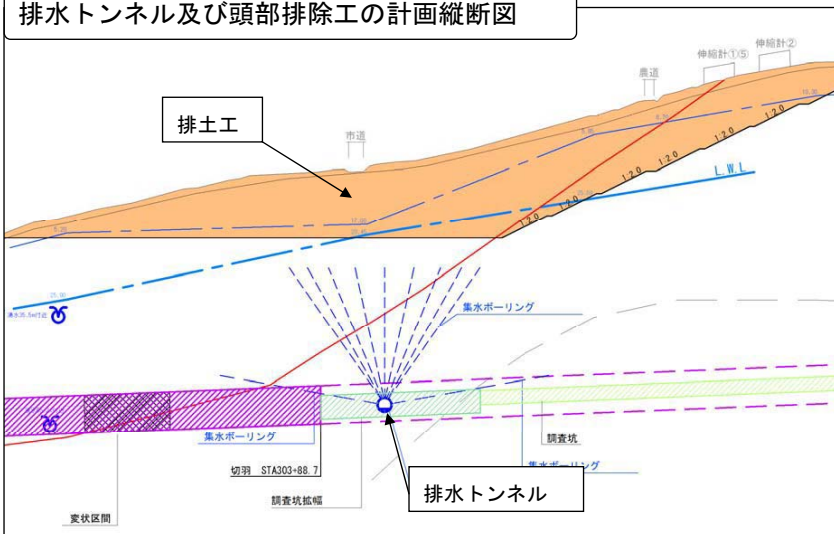 排水トンネル及び頭部排除工の計画縦断図
伸縮計②
伸縮計①⑤
農道
排土工
市道
1:2.0
1:2.0
1:2.0
1:2.0
1:2.0
1:2.0
L.W.L
集水ボーリング
集水ボーリング
調査坑
集水ボーリング
切羽 STA303+88.7
排水トンネル
調査坑拡幅
変状区間